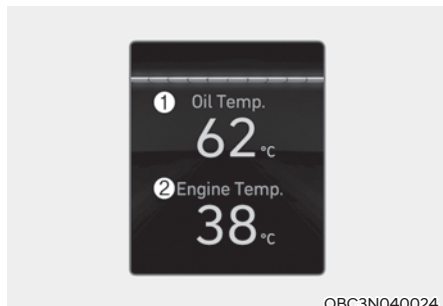 1 Oil Temp.
62 °C
2 Engine Temp.
38 °C
OBC3N040024